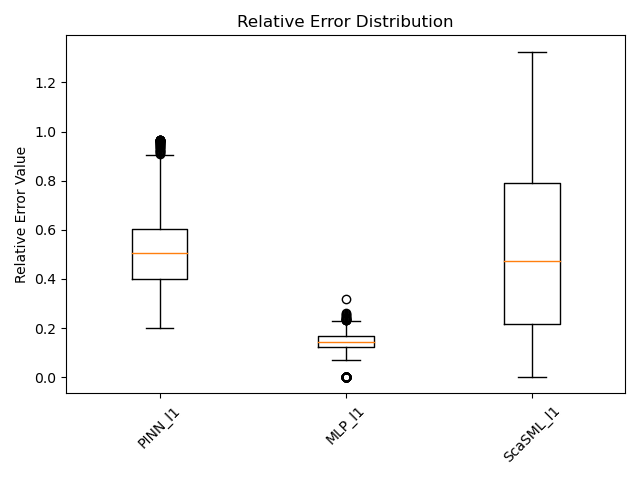 Relative Error Distribution
Relative Error Value
1.2
1.0
0.8
0.6
0.4
0.2
0.0
PINN_l1
MLP_l1
ScaSML_l1